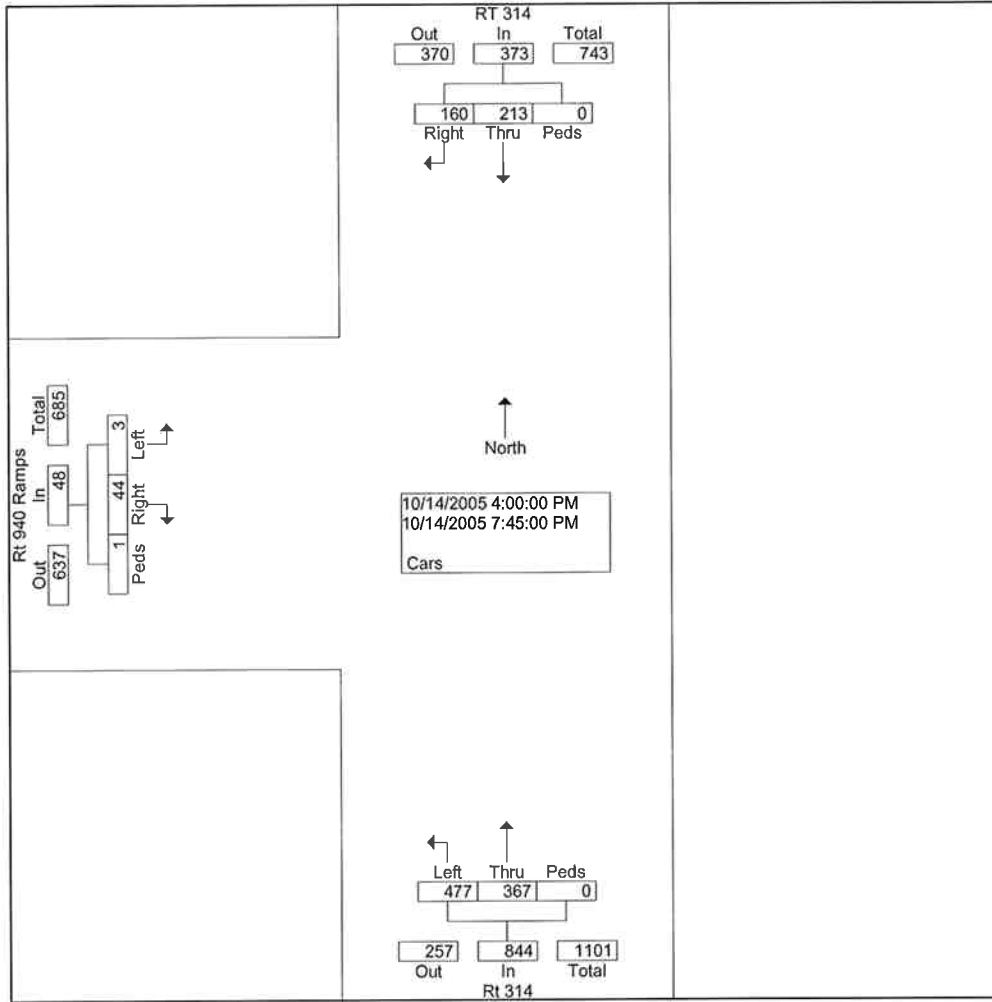 RT 314
Out In Total
370 373 743
160 213 0
Right Thru Peds
Rt 940 Ramps
Out In Total
637 48 685
1 44 3
Peds Right Left
North
10/14/2005 4:00:00 PM
10/14/2005 7:45:00 PM
Cars
Left Thru Peds
477 367 0
257 844 1101
Out In Total
Rt 314